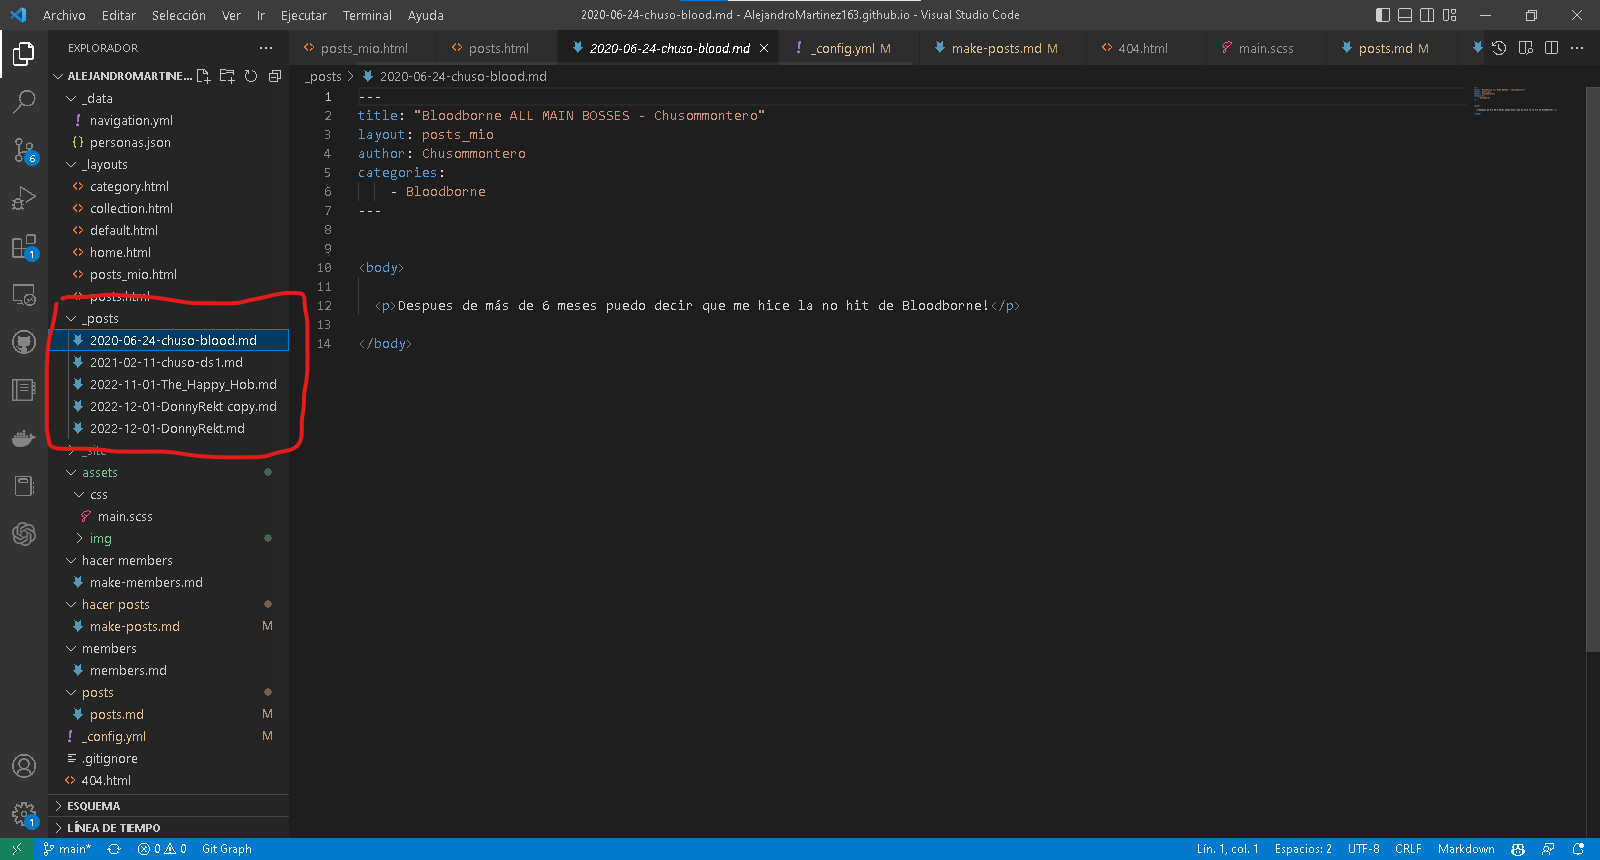 Archivo Editar Selección Ver Ir Ejecutar Terminal Ayuda 2020-06-24-chuso-blood.md - AlejandroMartinez163.github.io - Visual Studio Code
EXPLORADOR
posts_mio.html posts.html 2020-06-24-chuso-blood.md _config.yml M make-posts.md M 404.html main.scss posts.md M
ALEJANDROMARTINE...
_posts > 2020-06-24-chuso-blood.md
_data
navigation.yml
personas.json
_layouts
category.html
collection.html
default.html
home.html
posts_mio.html
posts.html
_posts
2020-06-24-chuso-blood.md
2021-02-11-chuso-ds1.md
2022-11-01-The_Happy_Hob.md
2022-12-01-DonnyRekt copy.md
2022-12-01-DonnyRekt.md
_site
assets
css
main.scss
img
hacer members
make-members.md
hacer posts
make-posts.md M
members
members.md
posts
posts.md M
_config.yml M
.gitignore
404.html
ESQUEMA
LÍNEA DE TIEMPO
1 ---
2 title: "Bloodborne ALL MAIN BOSSES - Chusommontero"
3 layout: posts_mio
4 author: Chusommontero
5 categories:
6 - Bloodborne
7 ---
8
9
10 <body>
11
12 <p>Despues de más de 6 meses puedo decir que me hice la no hit de Bloodborne!</p>
13
14 </body>
6
1
1
main* 0 0 Git Graph Lín. 1, col. 1 Espacios: 2 UTF-8 CRLF Markdown